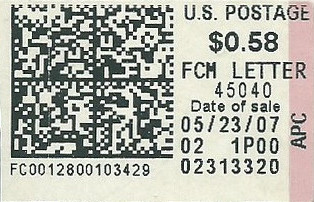 U.S. POSTAGE
$0.58
FCM LETTER
45040
Date of sale
05/23/07
02 1P00
02313320
APC
FC0012800103429